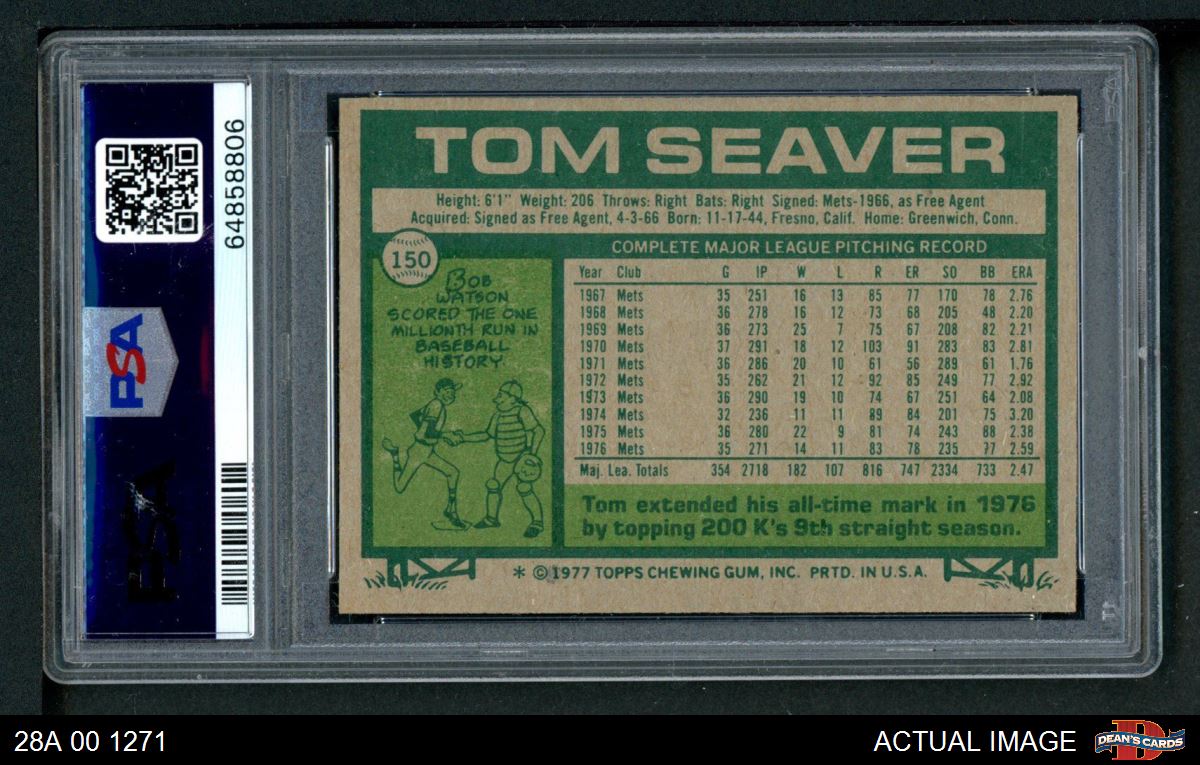 TOM SEAVER
Height: 6'1" Weight: 206 Throws: Right Bats: Right Signed: Mets-1966, as Free Agent
Acquired: Signed as Free Agent, 4-3-66 Born: 11-17-44, Fresno, Calif. Home: Greenwich, Conn.
150
BOB
WATSON
SCORED THE ONE
MILLIONTH RUN IN
BASEBALL
HISTORY.
COMPLETE MAJOR LEAGUE PITCHING RECORD
Year Club G IP W L R ER SO BB ERA
1967 Mets 35 251 16 13 85 77 170 78 2.76
1968 Mets 36 278 16 12 73 68 205 48 2.20
1969 Mets 36 273 25 7 75 67 208 82 2.21
1970 Mets 37 291 18 12 103 91 283 83 2.81
1971 Mets 36 286 20 10 61 56 289 61 1.76
1972 Mets 35 262 21 12 92 85 249 77 2.92
1973 Mets 36 290 19 10 74 67 251 64 2.08
1974 Mets 32 236 11 11 89 84 201 75 3.20
1975 Mets 36 280 22 9 81 74 243 88 2.38
1976 Mets 35 271 14 11 83 78 235 77 2.59
Maj. Lea. Totals 354 2718 182 107 816 747 2334 733 2.47
Tom extended his all-time mark in 1976
by topping 200 K's 9th straight season.
* ©1977 TOPPS CHEWING GUM, INC. PRTD. IN U.S.A.
64858806
PSA
PSA
28A 00 1271
ACTUAL IMAGE
DEAN'S CARDS